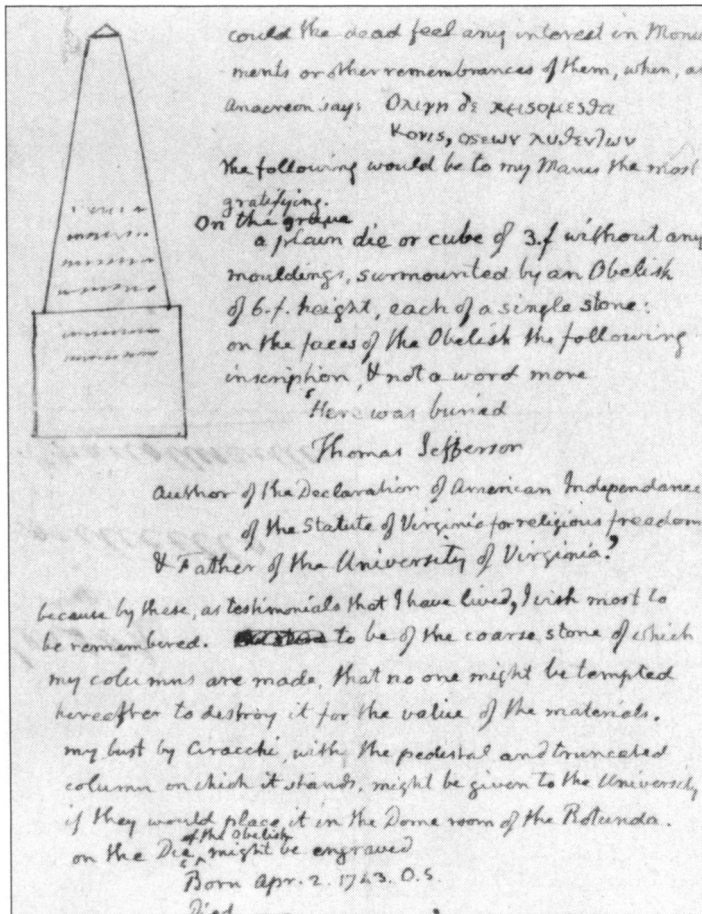 could the dead feel any interest in Monu
ments or other remembrances of them, when, as
Anacreon says: Ολιγη δε κεισομεσθα
Κονις, οσεων λυθεντων
the following would be to my Manes the most
gratifying.
On the grave
a plain die or cube of 3.f without any
mouldings, surmounted by an Obelisk
of 6.f. height, each of a single stone:
on the faces of the Obelisk the following
inscription, & not a word more
"Here was buried
Thomas Jefferson
Author of the Declaration of American Independance
of the Statute of Virginia for religious freedom
& Father of the University of Virginia."
because by these, as testimonials that I have lived, I wish most to
be remembered. to be of the coarse stone of which
my columns are made, that no one might be tempted
hereafter to destroy it for the value of the materials.
my bust by Ciracchi, with the pedestal and truncated
column on which it stands, might be given to the University
if they would place it in the Dome room of the Rotunda.
on the Die of the Obelisk might be engraved
Born Apr. 2. 1743. O.S.
Died